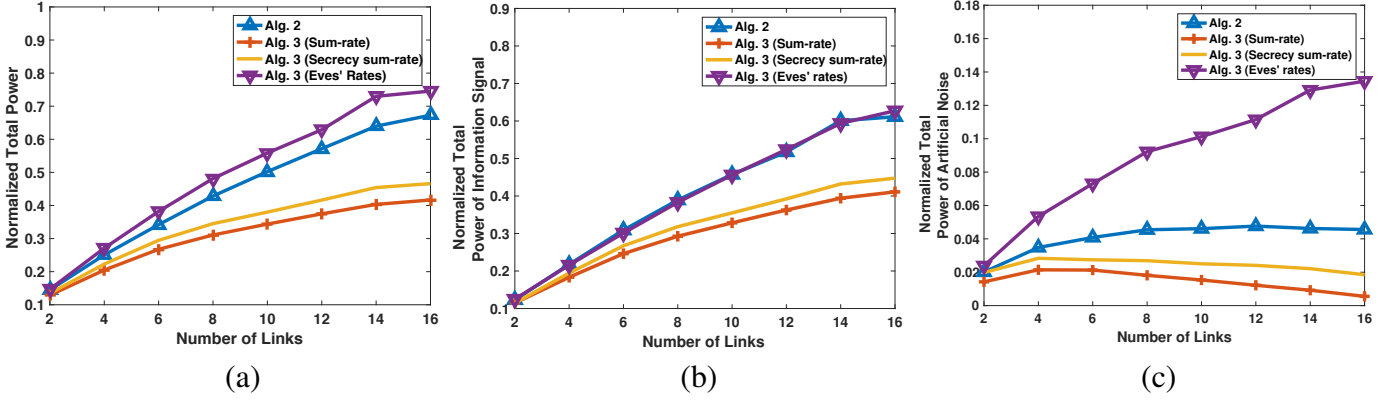 Normalized Total Power
1
0.9
0.8
0.7
0.6
0.5
0.4
0.3
0.2
0.1
2 4 6 8 10 12 14 16
Number of Links
Alg. 2
Alg. 3 (Sum-rate)
Alg. 3 (Secrecy sum-rate)
Alg. 3 (Eves' Rates)
(a)
Normalized Total
Power of Information Signal
0.9
0.8
0.7
0.6
0.5
0.4
0.3
0.2
0.1
2 4 6 8 10 12 14 16
Number of Links
Alg. 2
Alg. 3 (Sum-rate)
Alg. 3 (Secrecy sum-rate)
Alg. 3 (Eves' rates)
(b)
Normalized Total
Power of Artificial Noise
0.18
0.16
0.14
0.12
0.1
0.08
0.06
0.04
0.02
0
2 4 6 8 10 12 14 16
Number of Links
Alg. 2
Alg. 3 (Sum-rate)
Alg. 3 (Secrecy sum-rate)
Alg. 3 (Eves' rates)
(c)